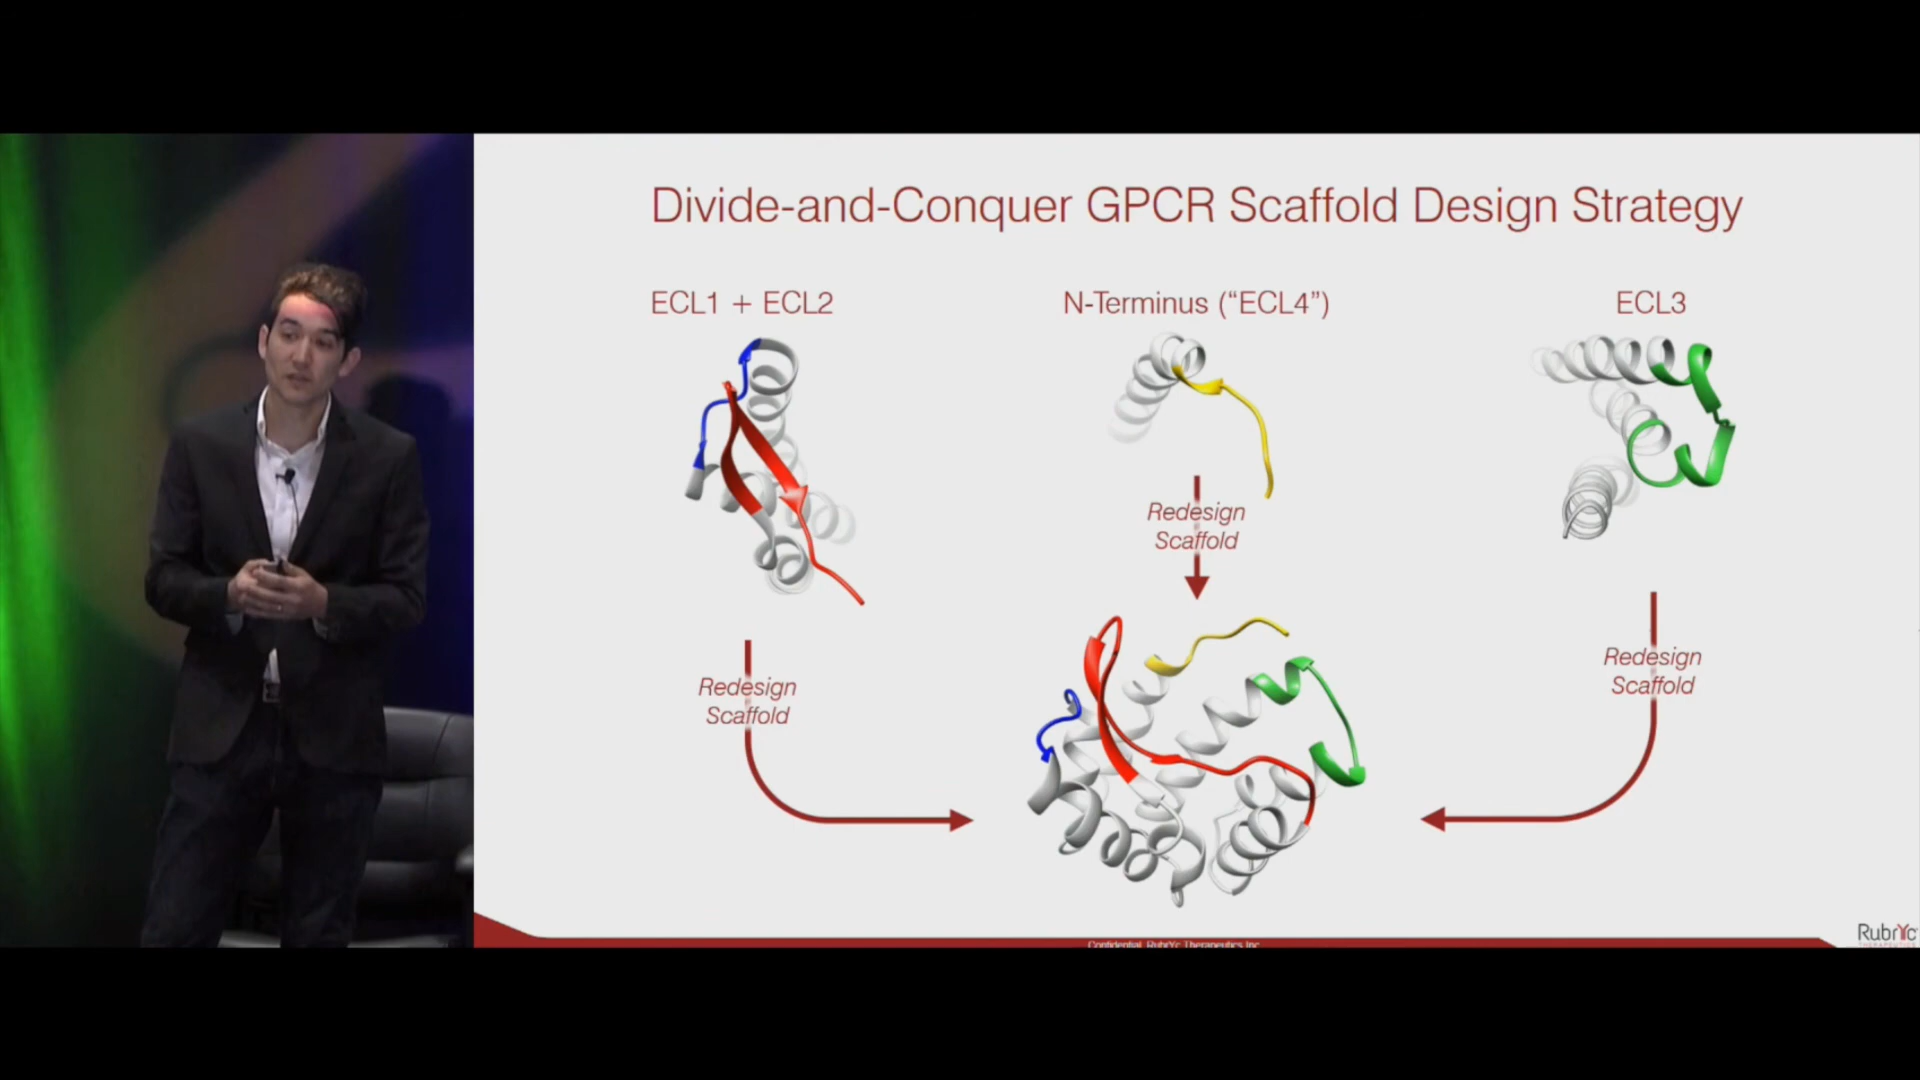 Divide-and-Conquer GPCR Scaffold Design Strategy
ECL1 + ECL2
N-Terminus ("ECL4")
ECL3
Redesign
Scaffold
Redesign
Scaffold
Redesign
Scaffold
Confidential, RubrYc Therapeutics Inc
RubrYc
THERAPEUTICS